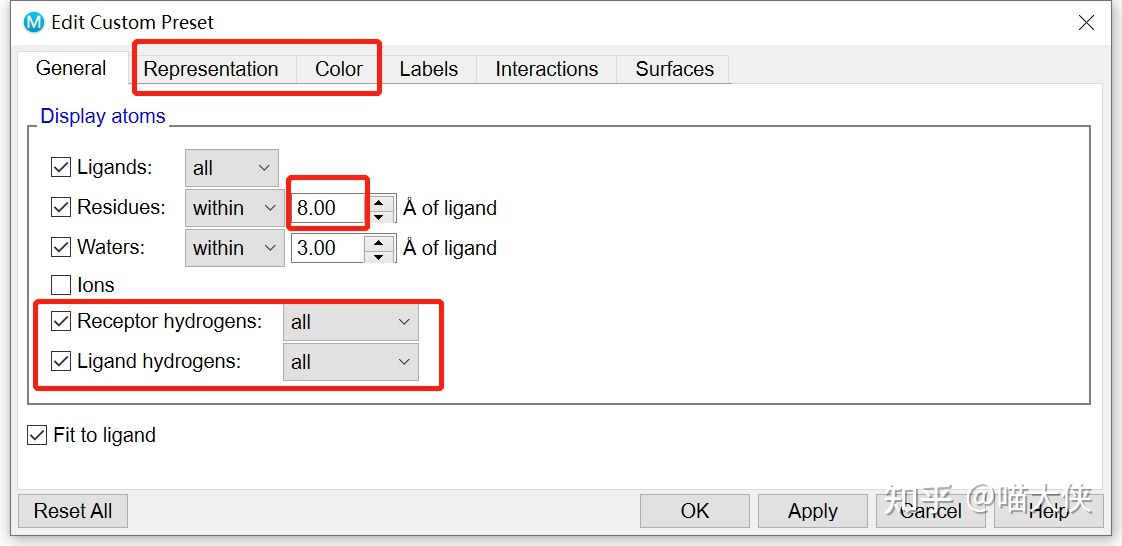 M Edit Custom Preset
General Representation Color Labels Interactions Surfaces
Display atoms
Ligands: all
Residues: within 8.00 Å of ligand
Waters: within 3.00 Å of ligand
Ions
Receptor hydrogens: all
Ligand hydrogens: all
Fit to ligand
Reset All OK Apply Cancel Help
知乎 @喵大侠